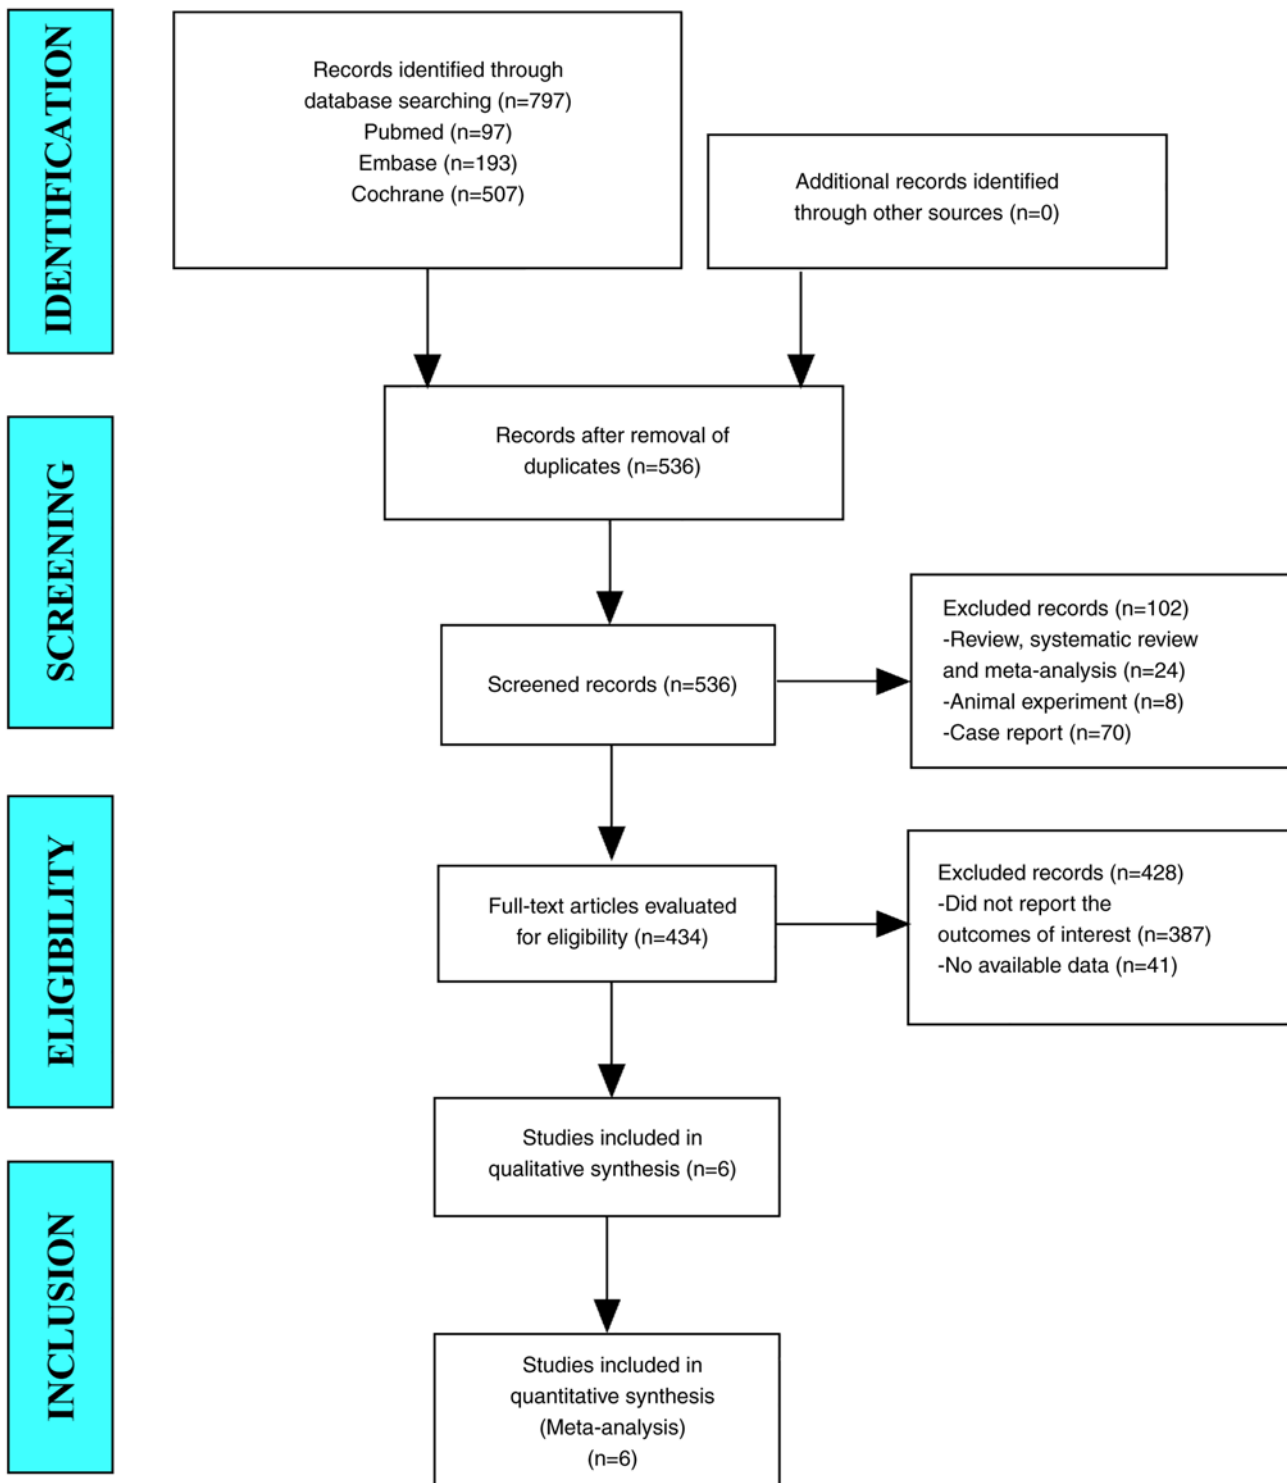 IDENTIFICATION
Records identified through
database searching (n=797)
Pubmed (n=97)
Embase (n=193)
Cochrane (n=507)
Additional records identified
through other sources (n=0)
SCREENING
Records after removal of
duplicates (n=536)
Screened records (n=536)
Excluded records (n=102)
-Review, systematic review
and meta-analysis (n=24)
-Animal experiment (n=8)
-Case report (n=70)
ELIGIBILITY
Full-text articles evaluated
for eligibility (n=434)
Excluded records (n=428)
-Did not report the
outcomes of interest (n=387)
-No available data (n=41)
Studies included in
qualitative synthesis (n=6)
INCLUSION
Studies included in
quantitative synthesis
(Meta-analysis)
(n=6)